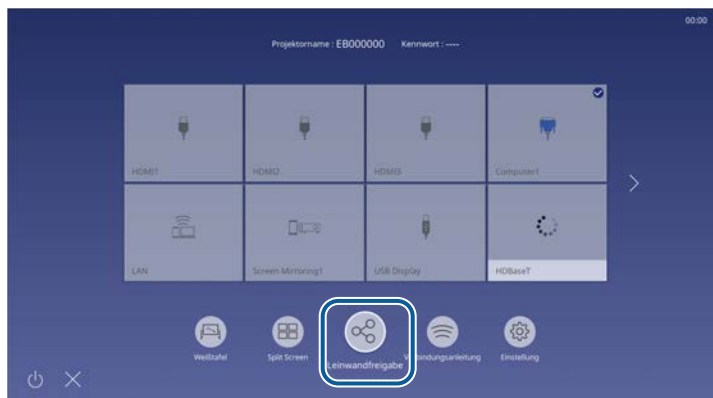 00:00
Projektorname : EB000000 Kennwort : ----
HDMI1 HDMI2 HDMI3 Computer1
LAN Screen Mirroring1 USB Display HDBaseT
Weißtafel Split Screen Leinwandfreigabe Verbindungsanleitung Einstellung